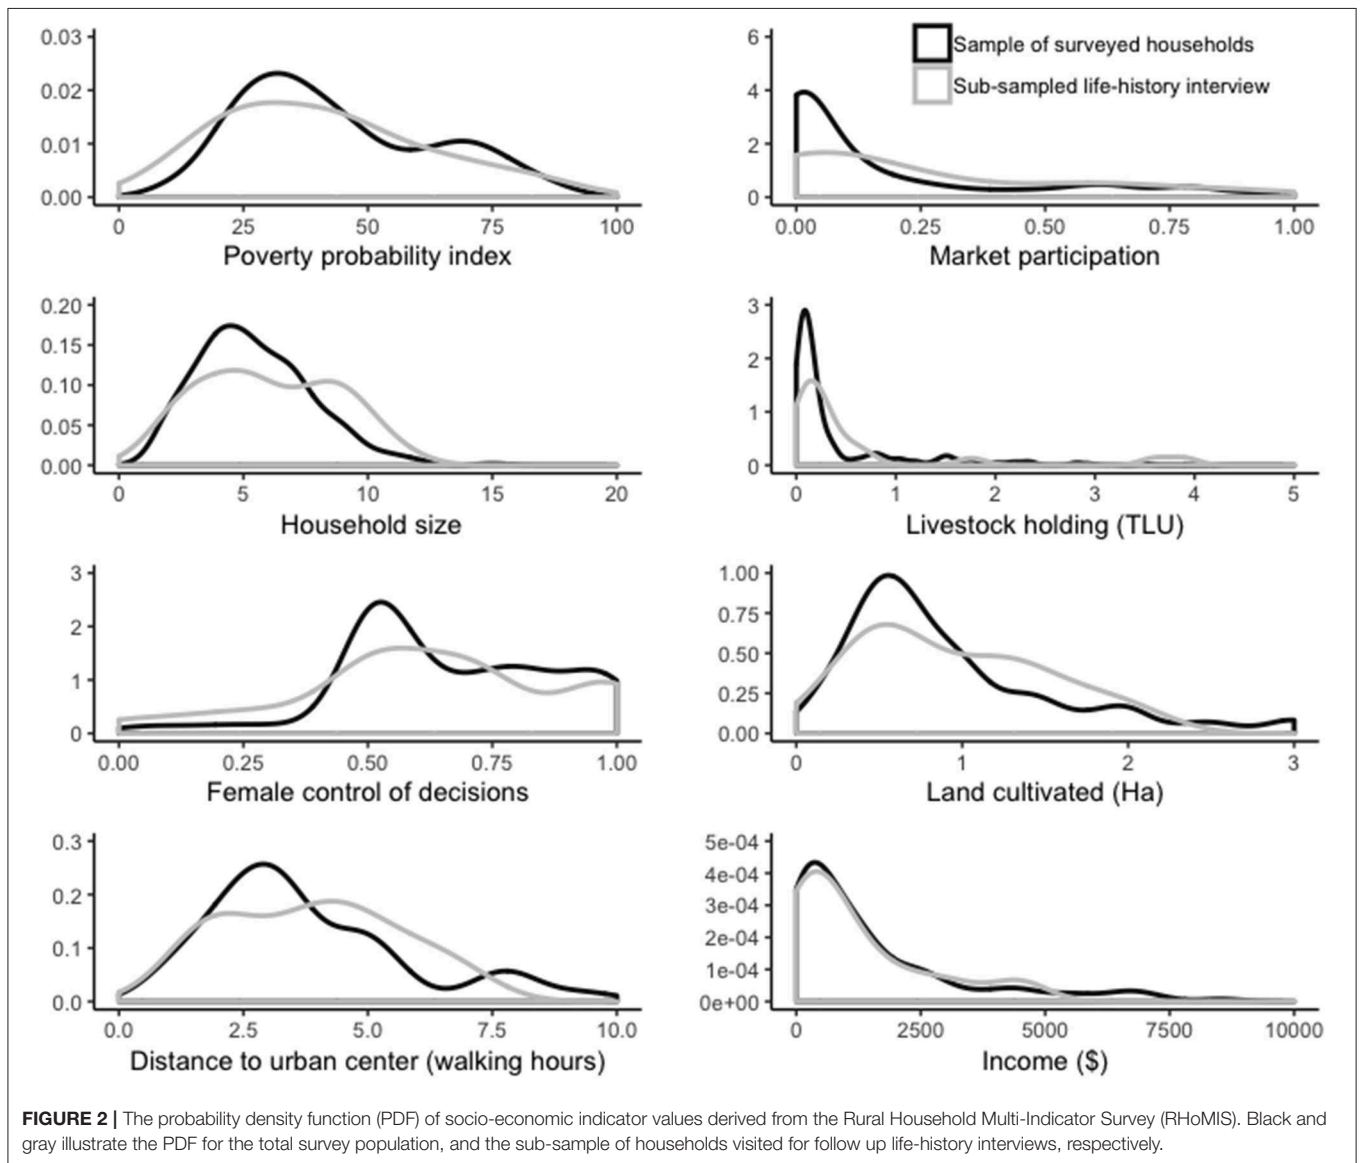 Sample of surveyed households
Sub-sampled life-history interview
0.03
0.02
0.01
0.00
0 25 50 75 100
Poverty probability index
6
4
2
0
0.00 0.25 0.50 0.75 1.00
Market participation
0.20
0.15
0.10
0.05
0.00
0 5 10 15 20
Household size
3
2
1
0
0 1 2 3 4 5
Livestock holding (TLU)
3
2
1
0
0.00 0.25 0.50 0.75 1.00
Female control of decisions
1.00
0.75
0.50
0.25
0.00
0 1 2 3
Land cultivated (Ha)
0.3
0.2
0.1
0.0
0.0 2.5 5.0 7.5 10.0
Distance to urban center (walking hours)
5e-04
4e-04
3e-04
2e-04
1e-04
0e+00
0 2500 5000 7500 10000
Income ($)
FIGURE 2 | The probability density function (PDF) of socio-economic indicator values derived from the Rural Household Multi-Indicator Survey (RHoMIS). Black and
gray illustrate the PDF for the total survey population, and the sub-sample of households visited for follow up life-history interviews, respectively.